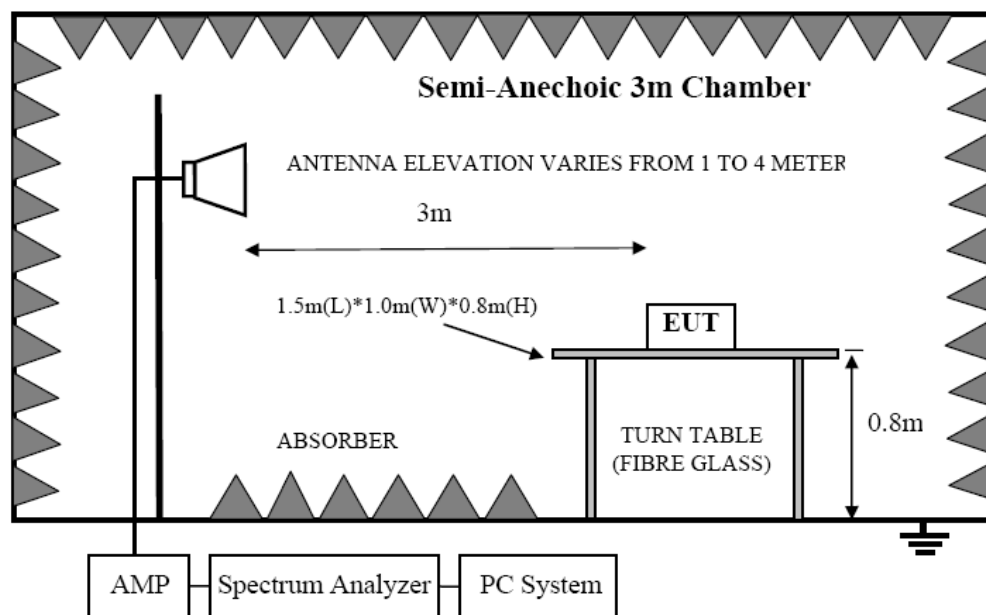 Semi-Anechoic 3m Chamber
ANTENNA ELEVATION VARIES FROM 1 TO 4 METER
3m
1.5m(L)*1.0m(W)*0.8m(H)
EUT
ABSORBER
TURN TABLE
(FIBRE GLASS)
0.8m
AMP
Spectrum Analyzer
PC System